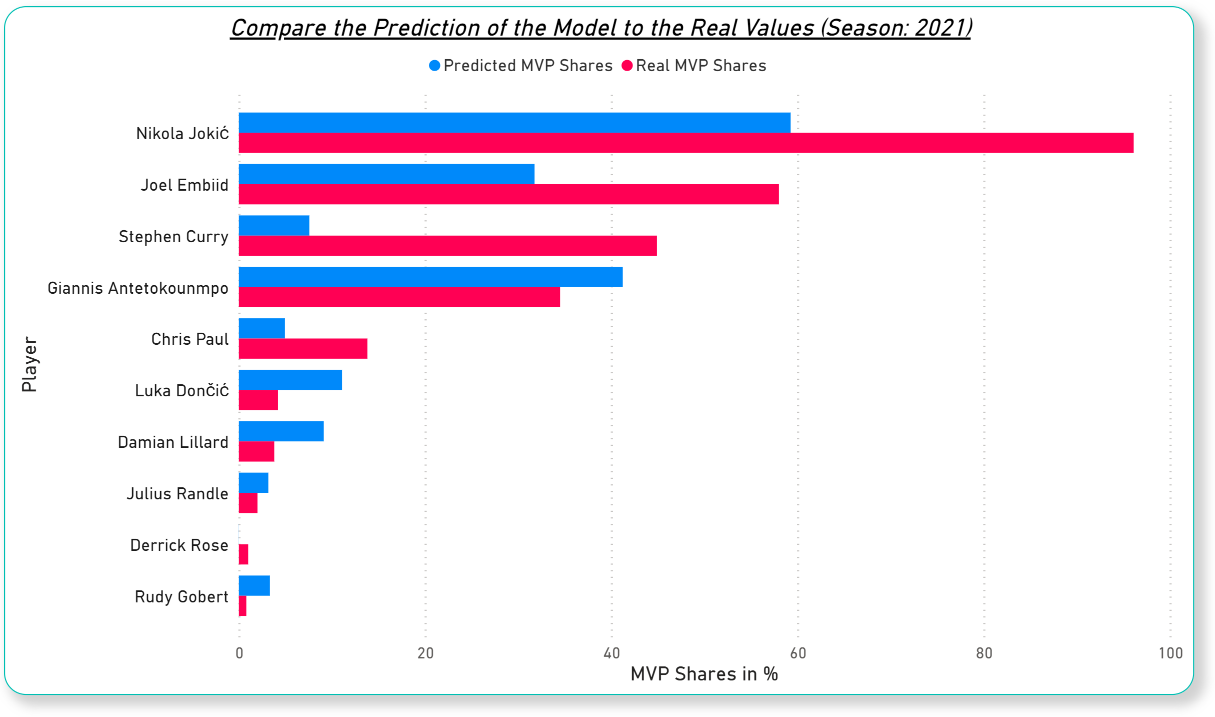 Compare the Prediction of the Model to the Real Values (Season: 2021)
Predicted MVP Shares Real MVP Shares
Nikola Jokić
Joel Embiid
Stephen Curry
Giannis Antetokounmpo
Chris Paul
Luka Dončić
Damian Lillard
Julius Randle
Derrick Rose
Rudy Gobert
Player
0 20 40 60 80 100
MVP Shares in %